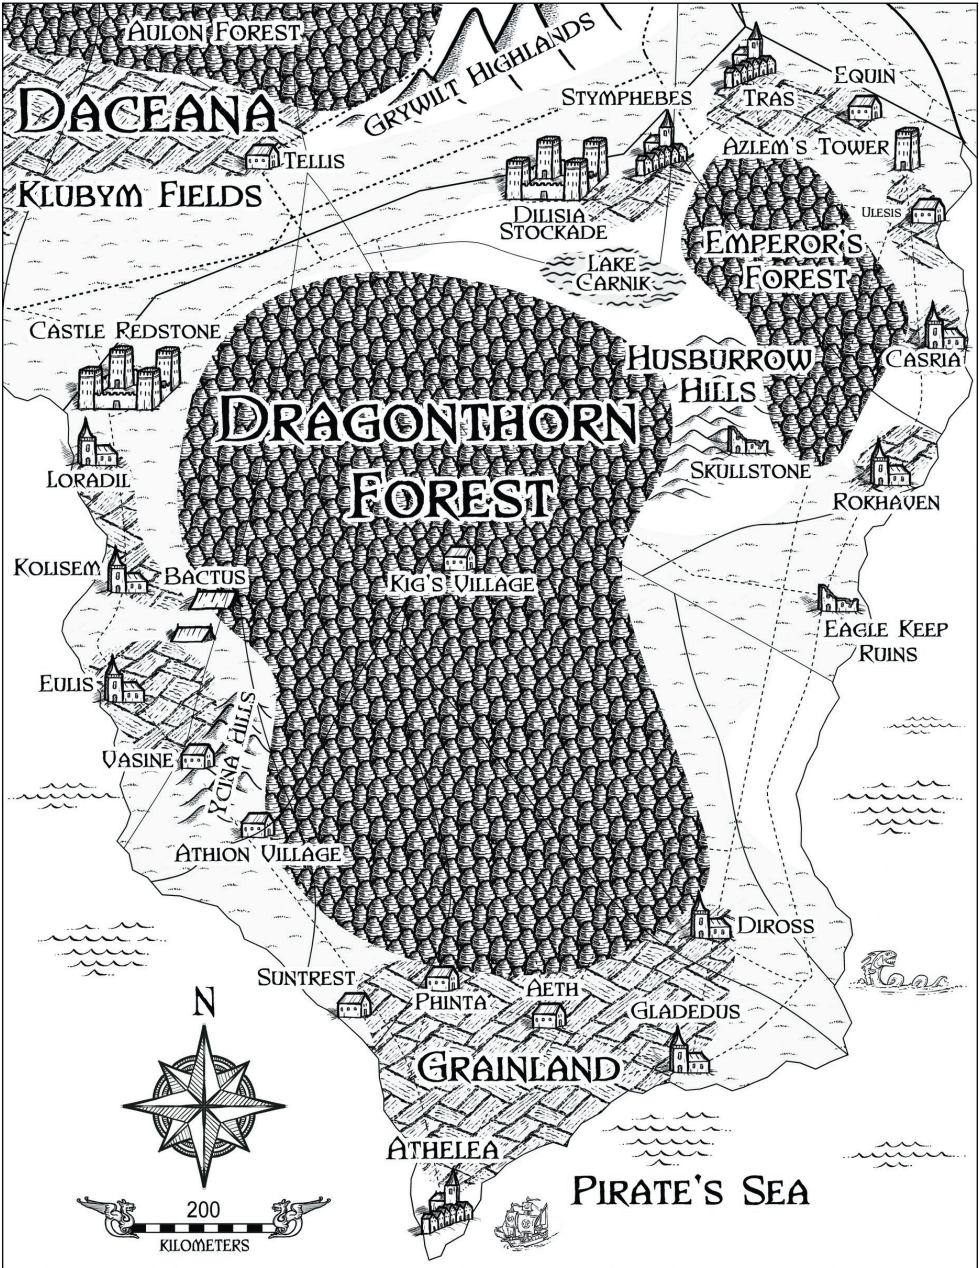 AULON FOREST
GRYWILT HIGHLANDS
DACEANA
TELLIS
KLUBYM FIELDS
STYMPHEBES
TRAS
EQUIN
AZLEM'S TOWER
DILISIA
STOCKADE
ULESIS
EMPEROR'S
FOREST
LAKE
CARNIK
CASTLE REDSTONE
HUSBURROW
HILLS
CASRIA
DRAGONTHORN
FOREST
LORADIL
SKULLSTONE
ROKHAVEN
KOLISEM
BACTUS
KIG'S VILLAGE
EAGLE KEEP
RUINS
EULIS
YCINA HILLS
VASINE
ATHION VILLAGE
DIROSS
SUNTREST
PHINTA
AETH
GLADEDUS
N
GRAINLAND
ATHELEA
PIRATE'S SEA
200
KILOMETERS